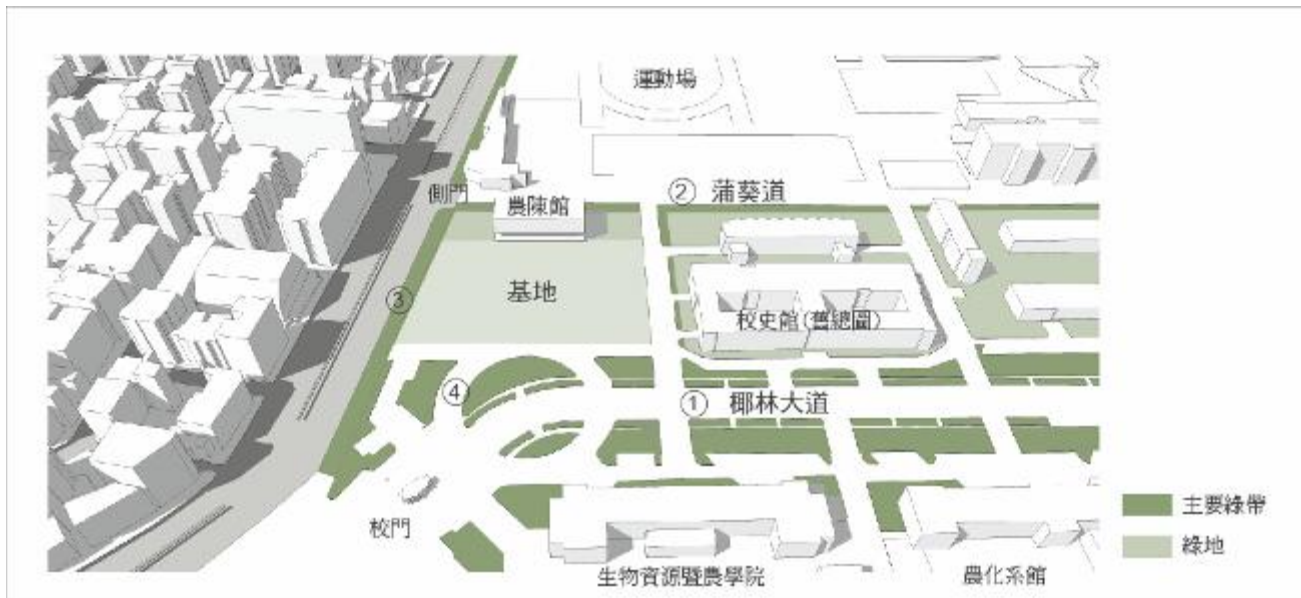 運動場
② 蒲葵道
側門
農陳館
③
基地
校史館(舊總圖)
④
① 椰林大道
主要綠帶
校門
綠地
生物資源暨農學院
農化系館